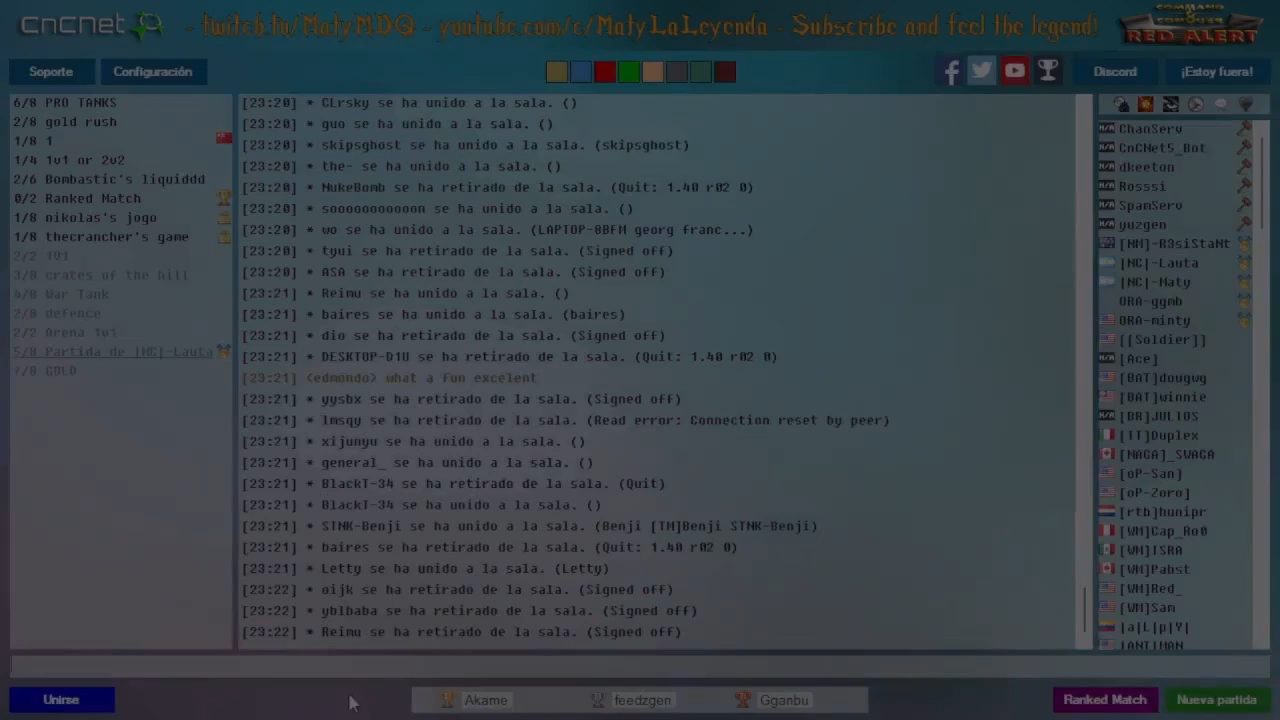 cncnet - twitch.tv/MatyMDQ - youtube.com/c/MatyLaLeyenda - Subscribe and feel the legend! COMMAND & CONQUER RED ALERT
Soporte Configuración Discord ¡Estoy fuera!
6/8 PRO TANKS
2/8 gold rush
1/8 1
1/4 1v1 or 2v2
2/6 Bombastic's liquiddd
0/2 Ranked Match
1/8 nikolas's jogo
1/8 thecrancher's game
2/2 1V1
3/8 crates of the hill
4/8 War Tank
2/8 defence
2/2 Arena 1v1
5/8 Partida de |NC|-Lauta
7/8 GOLD
[23:20] * CLrsky se ha unido a la sala. ()
[23:20] * guo se ha unido a la sala. ()
[23:20] * skipsghost se ha unido a la sala. (skipsghost)
[23:20] * the- se ha unido a la sala. ()
[23:20] * NukeBomb se ha retirado de la sala. (Quit: 1.40 r02 0)
[23:20] * sooooooooooon se ha unido a la sala. ()
[23:20] * wo se ha unido a la sala. (LAPTOP-8BFM georg franc...)
[23:20] * tyui se ha retirado de la sala. (Signed off)
[23:20] * ASA se ha retirado de la sala. (Signed off)
[23:21] * Reimu se ha unido a la sala. ()
[23:21] * baires se ha unido a la sala. (baires)
[23:21] * dio se ha retirado de la sala. (Signed off)
[23:21] * DESKTOP-D1U se ha retirado de la sala. (Quit: 1.40 r02 0)
[23:21] <edmondo> what a fun excelent
[23:21] * yysbx se ha retirado de la sala. (Signed off)
[23:21] * lmsqy se ha retirado de la sala. (Read error: Connection reset by peer)
[23:21] * xijunyu se ha unido a la sala. ()
[23:21] * general_ se ha unido a la sala. ()
[23:21] * BlackT-34 se ha retirado de la sala. (Quit)
[23:21] * BlackT-34 se ha unido a la sala. ()
[23:21] * STNK-Benji se ha unido a la sala. (Benji [TM]Benji STNK-Benji)
[23:21] * baires se ha retirado de la sala. (Quit: 1.40 r02 0)
[23:21] * Letty se ha unido a la sala. (Letty)
[23:22] * oijk se ha retirado de la sala. (Signed off)
[23:22] * yblbaba se ha retirado de la sala. (Signed off)
[23:22] * Reimu se ha retirado de la sala. (Signed off)
N/A ChanServ
N/A CnCNet5_Bot
N/A dkeeton
N/A Rosssi
N/A SpamServ
N/A yuzgen
[NM]-R3siStaNt
|NC|-Lauta
|NC|-Maty
ORA-ggmb
ORA-minty
[[Soldier]]
N/A [Ace]
[BAT]dougwg
[BAT]winnie
N/A [BR]JULIOS
[TT]Duplex
[NAGA]_SWAGA
[oP-San]
[oP-Zoro]
[rtb]hunipr
[WM]Cap_Ro0
[WM]ISRA
[WM]Pabst
[WM]Red_
[WM]Sam
|a|L|p|Y|
]ANT]MAN
Unirse Akame feedzgen Gganbu Ranked Match Nueva partida